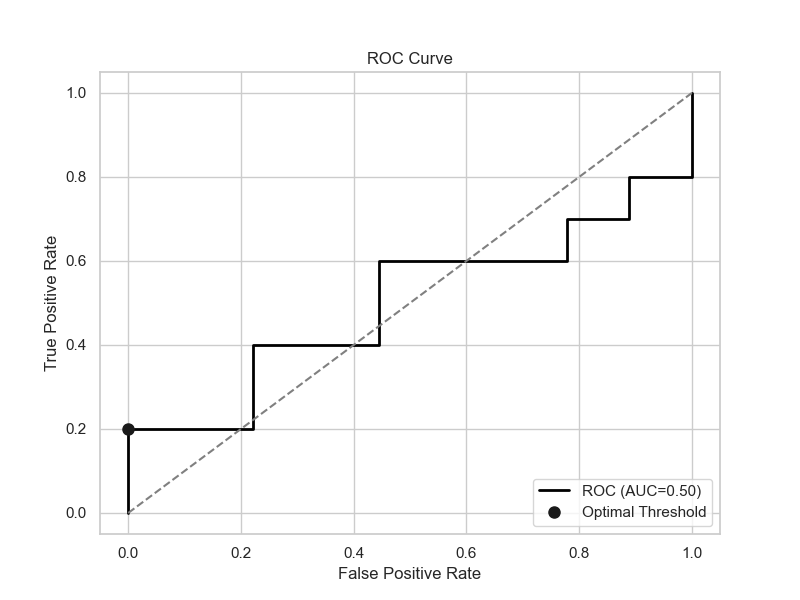 ROC Curve
True Positive Rate
1.0
0.8
0.6
0.4
0.2
0.0
ROC (AUC=0.50)
Optimal Threshold
0.0 0.2 0.4 0.6 0.8 1.0
False Positive Rate